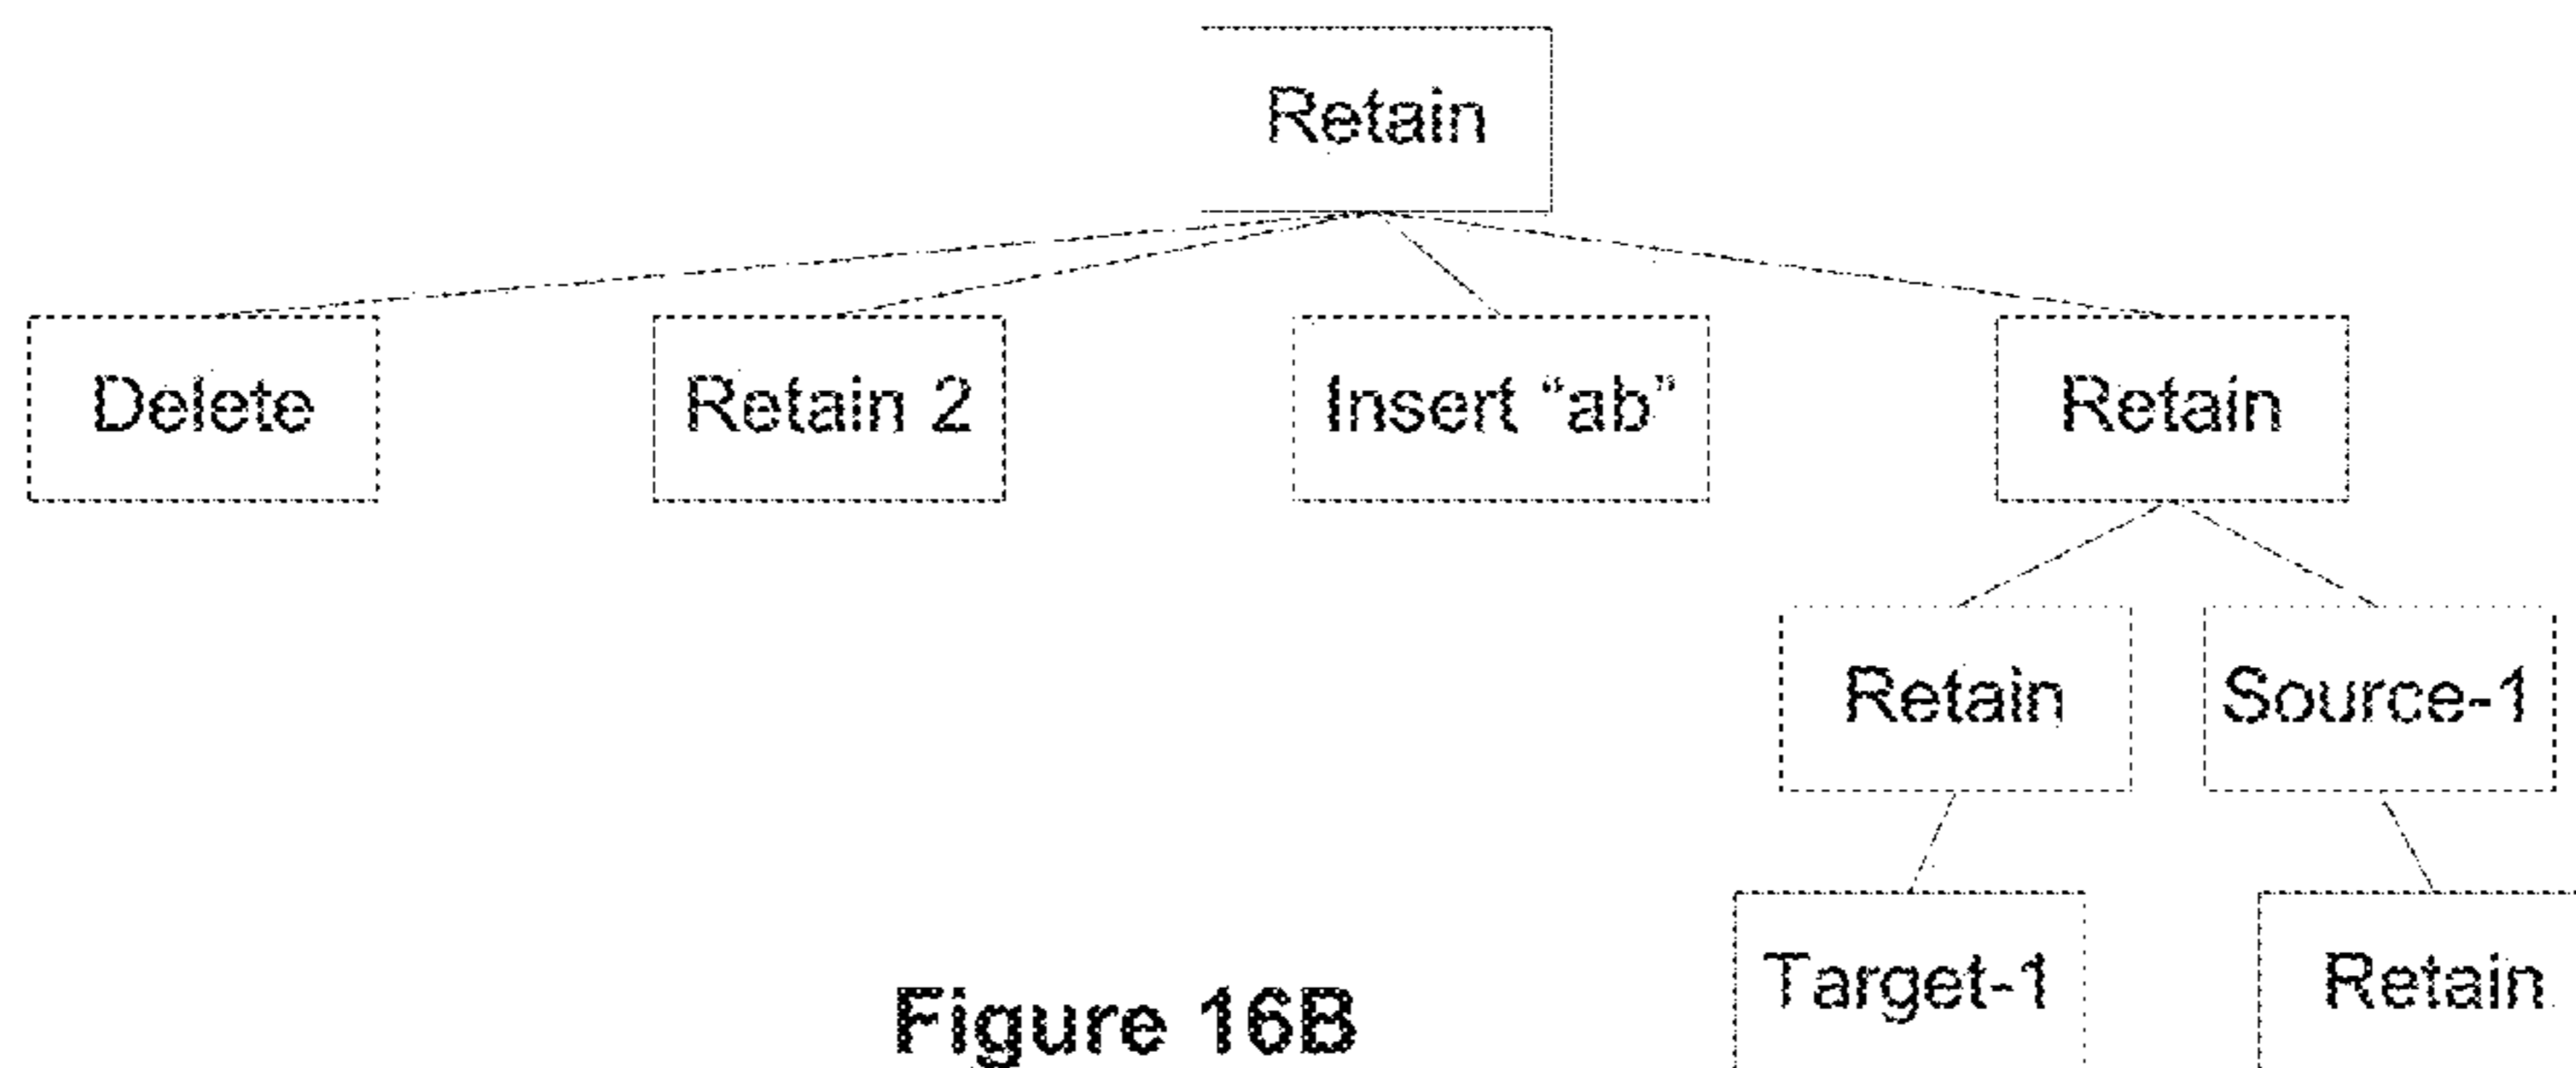 Retain
Delete
Retain 2
Insert “ab”
Retain
Retain
Source-1
Target-1
Retain
Figure 16B